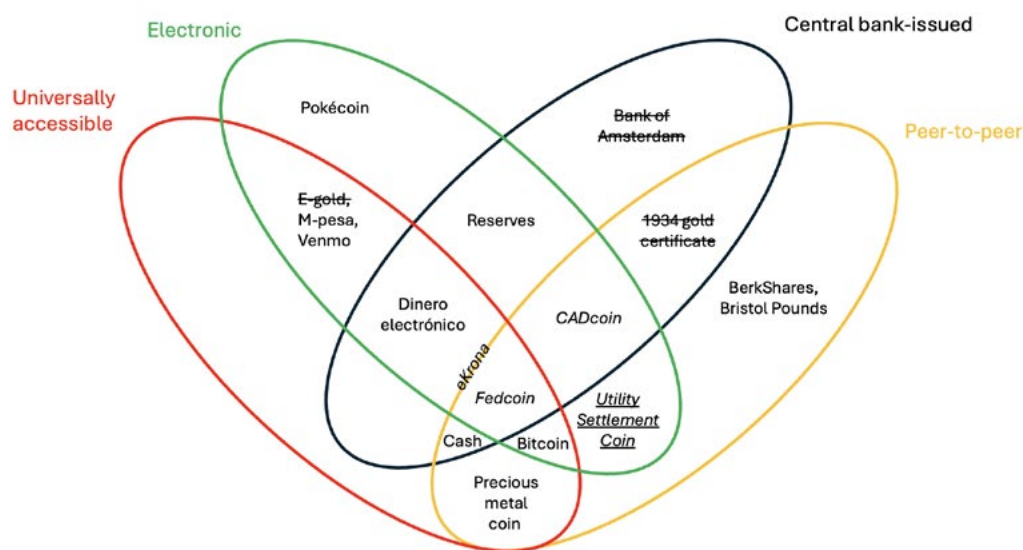 Electronic
Central bank-issued
Universally
accessible
Pokécoin
Bank of
Amsterdam
Peer-to-peer
E-gold,
M-pesa,
Venmo
Reserves
1934 gold
certificate
BerkShares,
Bristol Pounds
Dinero
electrónico
CADcoin
eKrona
Fedcoin
Utility
Settlement
Coin
Cash
Bitcoin
Precious
metal
coin